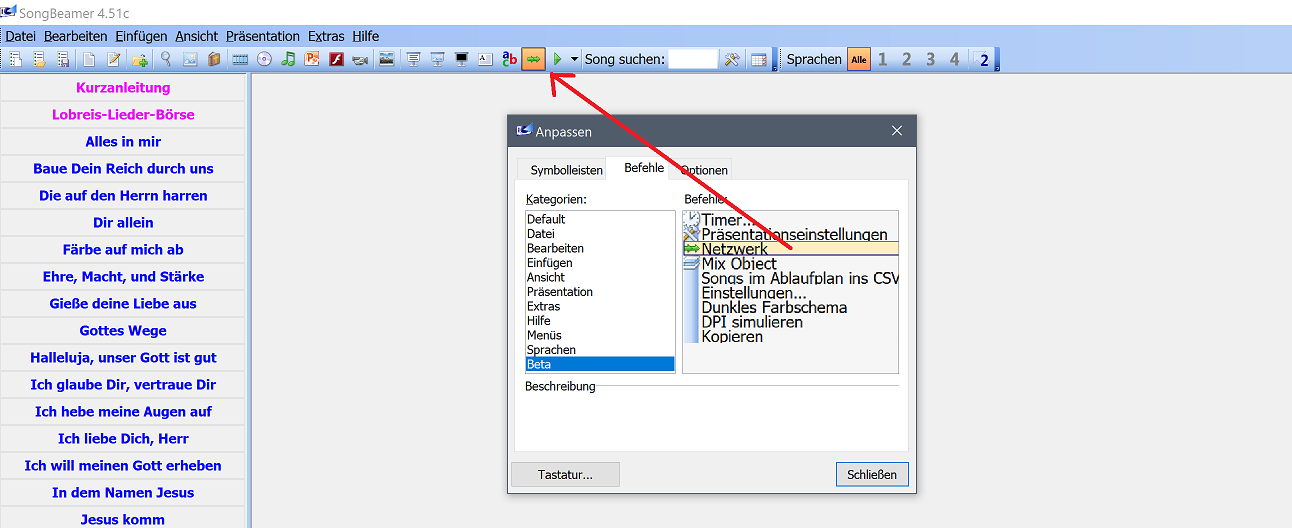 SongBeamer 4.51c
Datei Bearbeiten Einfügen Ansicht Präsentation Extras Hilfe
abc Song suchen: Sprachen Alle 1 2 3 4 2
Kurzanleitung
Lobreis-Lieder-Börse
Alles in mir
Baue Dein Reich durch uns
Die auf den Herrn harren
Dir allein
Färbe auf mich ab
Ehre, Macht, und Stärke
Gieße deine Liebe aus
Gottes Wege
Halleluja, unser Gott ist gut
Ich glaube Dir, vertraue Dir
Ich hebe meine Augen auf
Ich liebe Dich, Herr
Ich will meinen Gott erheben
In dem Namen Jesus
Jesus komm
Anpassen
Symbolleisten Befehle Optionen
Kategorien:
Default
Datei
Bearbeiten
Einfügen
Ansicht
Präsentation
Extras
Hilfe
Menüs
Sprachen
Beta
Befehle:
Timer...
Präsentationseinstellungen
Netzwerk
Mix Object
Songs im Ablaufplan ins CSV
Einstellungen...
Dunkles Farbschema
DPI simulieren
Kopieren
Beschreibung
Tastatur... Schließen